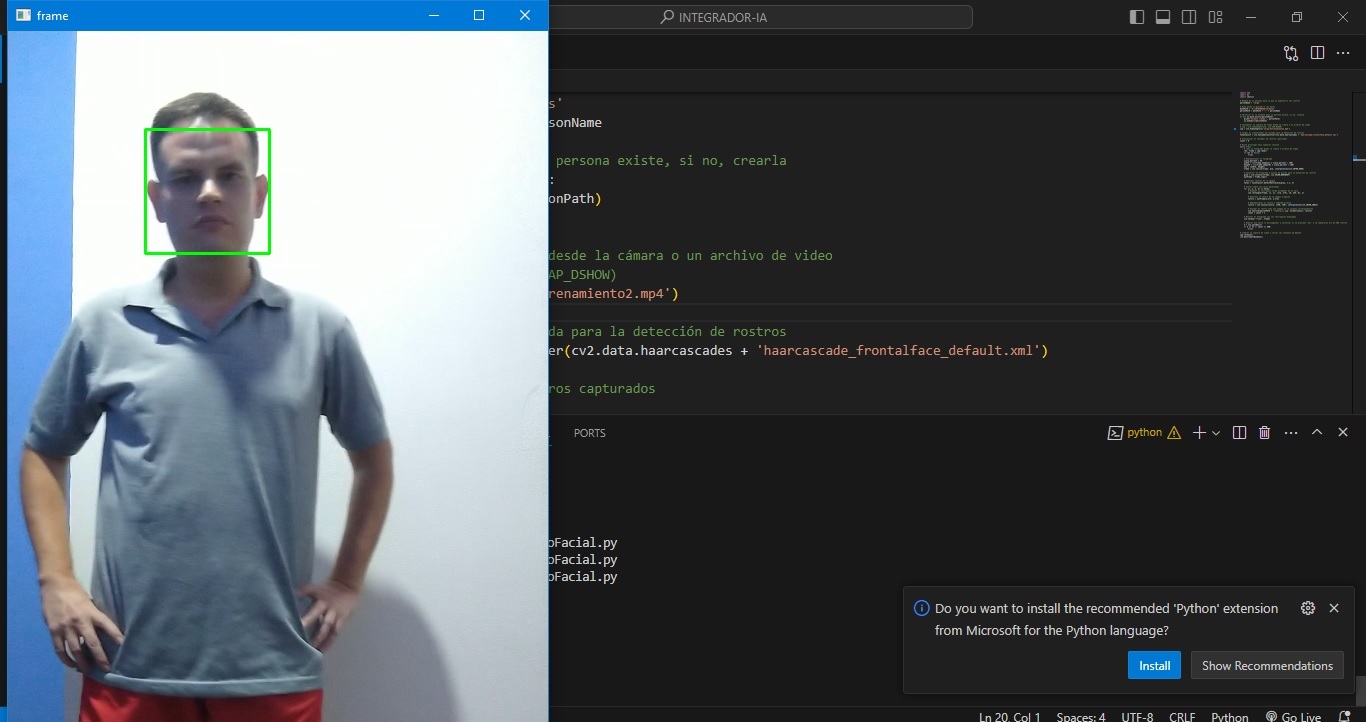 frame
INTEGRADOR-IA
s'
sonName
persona existe, si no, crearla
:
onPath)
desde la cámara o un archivo de video
AP_DSHOW)
renamiento2.mp4')
da para la detección de rostros
er(cv2.data.haarcascades + 'haarcascade_frontalface_default.xml')
ros capturados
PORTS
python
oFacial.py
oFacial.py
oFacial.py
Do you want to install the recommended 'Python' extension
from Microsoft for the Python language?
Install
Show Recommendations
Ln 20, Col 1
Spaces: 4
UTF-8
CRLF
Python
Go Live